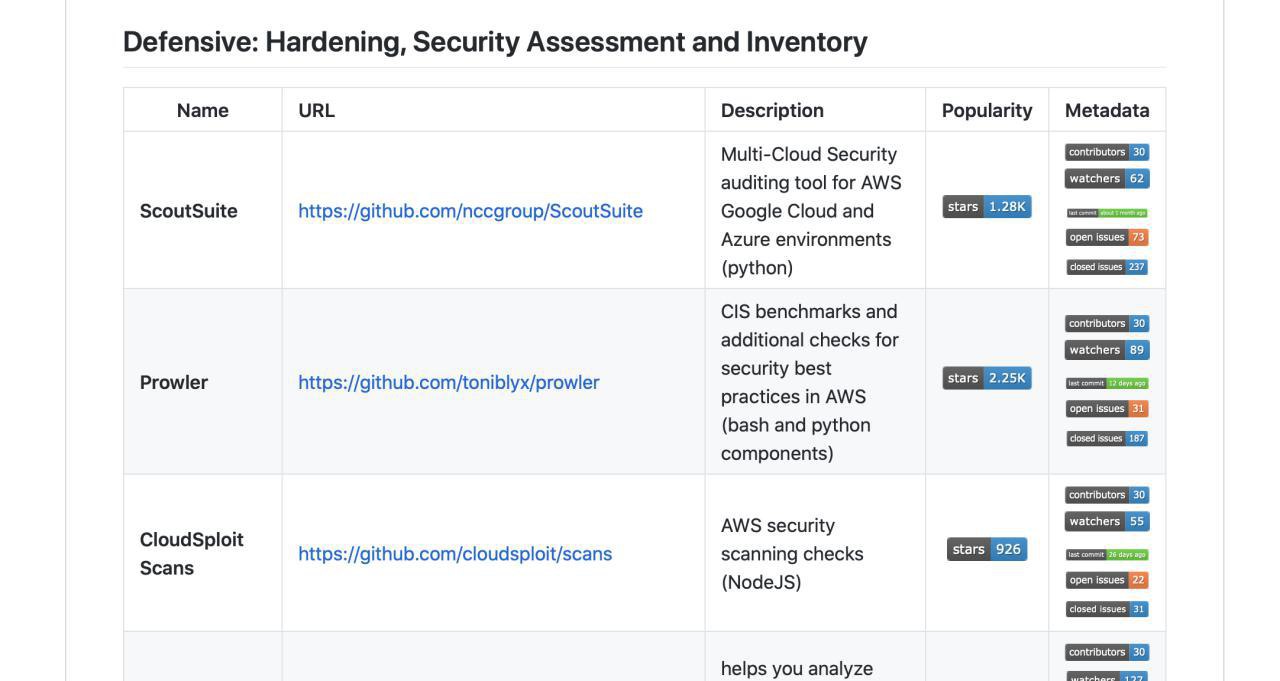 Defensive: Hardening, Security Assessment and Inventory
Name URL Description Popularity Metadata
ScoutSuite
https://github.com/nccgroup/ScoutSuite
Multi-Cloud Security
auditing tool for AWS
Google Cloud and
Azure environments
(python)
stars 1.28K
contributors 30
watchers 62
last commit about 1 month ago
open issues 73
closed issues 237
Prowler
https://github.com/toniblyx/prowler
CIS benchmarks and
additional checks for
security best
practices in AWS
(bash and python
components)
stars 2.25K
contributors 30
watchers 89
last commit 12 days ago
open issues 31
closed issues 187
CloudSploit
Scans
https://github.com/cloudsploit/scans
AWS security
scanning checks
(NodeJS)
stars 926
contributors 30
watchers 55
last commit 26 days ago
open issues 22
closed issues 31
helps you analyze
contributors 30
watchers 127